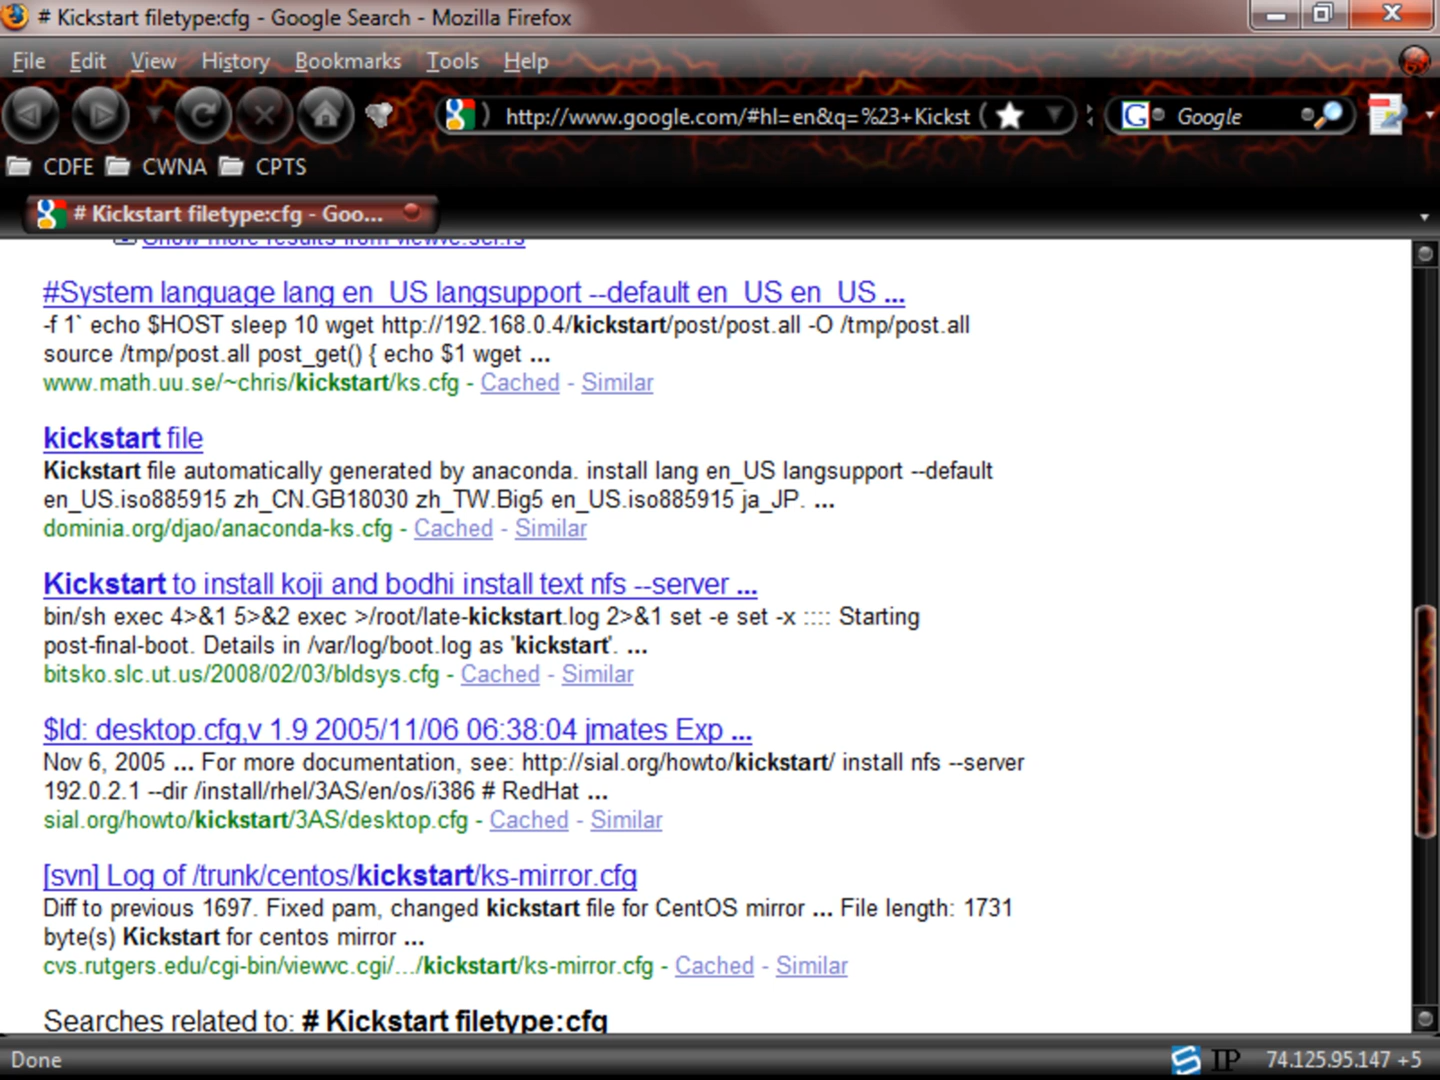 # Kickstart filetype:cfg - Google Search - Mozilla Firefox
File Edit View History Bookmarks Tools Help
http://www.google.com/#hl=en&q=%23+Kickst
Google
CDFE CWNA CPTS
# Kickstart filetype:cfg - Goo...
Show more results from viewvc.ser.rs
#System language lang en_US langsupport --default en_US en_US ...
-f 1` echo $HOST sleep 10 wget http://192.168.0.4/kickstart/post/post.all -O /tmp/post.all
source /tmp/post.all post_get() { echo $1 wget ...
www.math.uu.se/~chris/kickstart/ks.cfg - Cached - Similar
kickstart file
Kickstart file automatically generated by anaconda. install lang en_US langsupport --default
en_US.iso885915 zh_CN.GB18030 zh_TW.Big5 en_US.iso885915 ja_JP. ...
dominia.org/djao/anaconda-ks.cfg - Cached - Similar
Kickstart to install koji and bodhi install text nfs --server ...
bin/sh exec 4>&1 5>&2 exec >/root/late-kickstart.log 2>&1 set -e set -x :::: Starting
post-final-boot. Details in /var/log/boot.log as 'kickstart'. ...
bitsko.slc.ut.us/2008/02/03/bldsys.cfg - Cached - Similar
$Id: desktop.cfg,v 1.9 2005/11/06 06:38:04 jmates Exp ...
Nov 6, 2005 ... For more documentation, see: http://sial.org/howto/kickstart/ install nfs --server
192.0.2.1 --dir /install/rhel/3AS/en/os/i386 # RedHat ...
sial.org/howto/kickstart/3AS/desktop.cfg - Cached - Similar
[svn] Log of /trunk/centos/kickstart/ks-mirror.cfg
Diff to previous 1697. Fixed pam, changed kickstart file for CentOS mirror ... File length: 1731
byte(s) Kickstart for centos mirror ...
cvs.rutgers.edu/cgi-bin/viewvc.cgi/.../kickstart/ks-mirror.cfg - Cached - Similar
Searches related to: # Kickstart filetype:cfg
Done
IP 74.125.95.147 +5